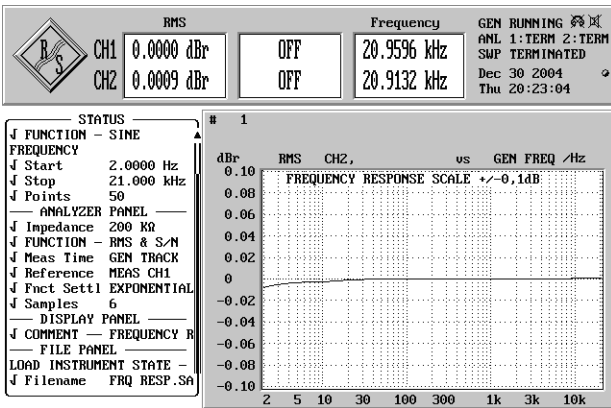 RMS
Frequency
GEN RUNNING
R
S
CH1 0.0000 dBr OFF 20.9596 kHz
ANL 1:TERM 2:TERM
SWP TERMINATED
CH2 0.0009 dBr OFF 20.9132 kHz
Dec 30 2004
Thu 20:23:04
STATUS
√ FUNCTION - SINE
FREQUENCY
√ Start 2.0000 Hz
√ Stop 21.000 kHz
√ Points 50
ANALYZER PANEL
√ Impedance 200 KΩ
√ FUNCTION - RMS & S/N
√ Meas Time GEN TRACK
√ Reference MEAS CH1
√ Fnct Settl EXPONENTIAL
√ Samples 6
DISPLAY PANEL
√ COMMENT — FREQUENCY R
FILE PANEL
LOAD INSTRUMENT STATE -
√ Filename FRQ RESP.SA
# 1
dBr RMS CH2, vs GEN FREQ /Hz
FREQUENCY RESPONSE SCALE +/-0,1dB
0.10
0.08
0.06
0.04
0.02
0
-0.02
-0.04
-0.06
-0.08
-0.10
2 5 10 30 100 300 1k 3k 10k